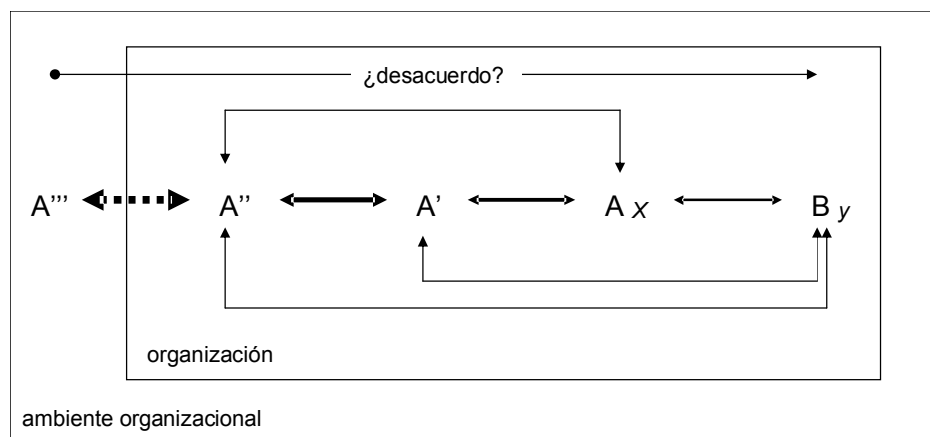 ¿desacuerdo?
A''' A'' A' A X B y
organización
ambiente organizacional